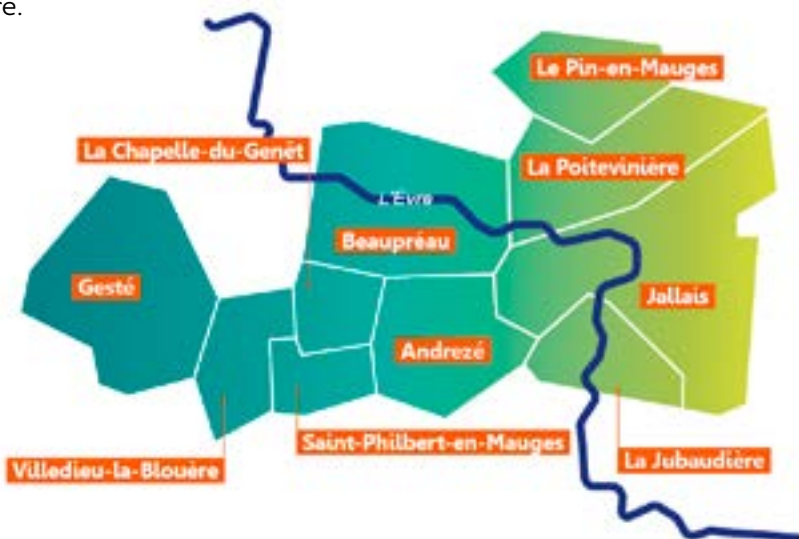 re.
Le Pin-en-Mauges
La Chapelle-du-Genêt
La Poitevinière
L'Èvre
Beaupréau
Gesté
Jallais
Andrezé
Saint-Philbert-en-Mauges
Villedieu-la-Blouère
La Jubaudière